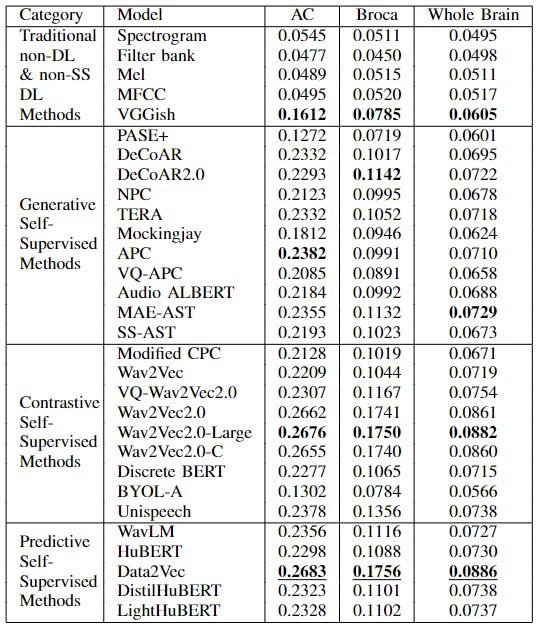 Category Model AC Broca Whole Brain
Traditional Spectrogram 0.0545 0.0511 0.0495
non-DL Filter bank 0.0477 0.0450 0.0498
& non-SS Mel 0.0489 0.0515 0.0511
DL MFCC 0.0495 0.0520 0.0517
Methods VGGish 0.1612 0.0785 0.0605
PASE+ 0.1272 0.0719 0.0601
DeCoAR 0.2332 0.1017 0.0695
DeCoAR2.0 0.2293 0.1142 0.0722
NPC 0.2123 0.0995 0.0678
Generative
TERA 0.2332 0.1052 0.0718
Self-
Mockingjay 0.1812 0.0946 0.0624
Supervised
APC 0.2382 0.0991 0.0710
Methods
VQ-APC 0.2085 0.0891 0.0658
Audio ALBERT 0.2184 0.0992 0.0688
MAE-AST 0.2355 0.1132 0.0729
SS-AST 0.2193 0.1023 0.0673
Modified CPC 0.2128 0.1019 0.0671
Wav2Vec 0.2209 0.1044 0.0719
VQ-Wav2Vec2.0 0.2307 0.1167 0.0754
Contrastive
Wav2Vec2.0 0.2662 0.1741 0.0861
Self-
Wav2Vec2.0-Large 0.2676 0.1750 0.0882
Supervised
Wav2Vec2.0-C 0.2655 0.1740 0.0860
Methods
Discrete BERT 0.2277 0.1065 0.0715
BYOL-A 0.1302 0.0784 0.0566
Unispeech 0.2378 0.1356 0.0738
WavLM 0.2356 0.1116 0.0727
Predictive
HuBERT 0.2298 0.1088 0.0730
Self-
Data2Vec 0.2683 0.1756 0.0886
Supervised
DistilHuBERT 0.2323 0.1101 0.0738
Methods
LightHuBERT 0.2328 0.1102 0.0737